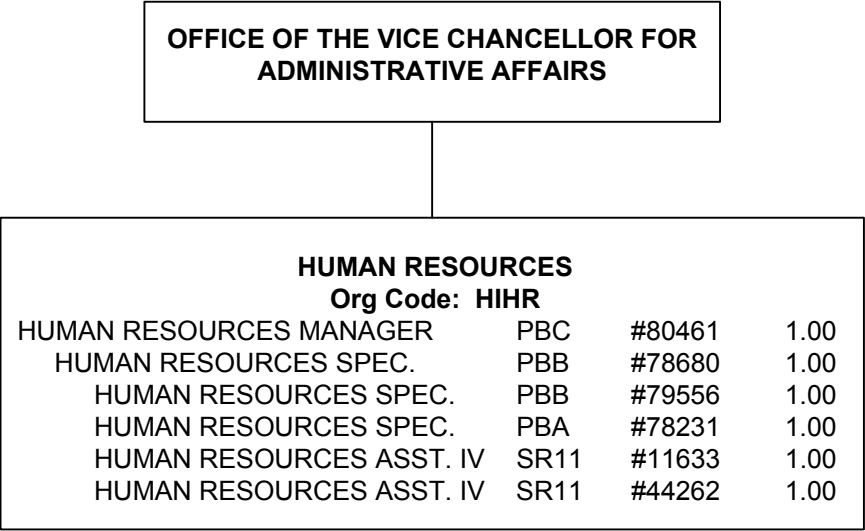 OFFICE OF THE VICE CHANCELLOR FOR
ADMINISTRATIVE AFFAIRS
HUMAN RESOURCES
Org Code: HIHR
HUMAN RESOURCES MANAGER PBC #80461 1.00
HUMAN RESOURCES SPEC. PBB #78680 1.00
HUMAN RESOURCES SPEC. PBB #79556 1.00
HUMAN RESOURCES SPEC. PBA #78231 1.00
HUMAN RESOURCES ASST. IV SR11 #11633 1.00
HUMAN RESOURCES ASST. IV SR11 #44262 1.00